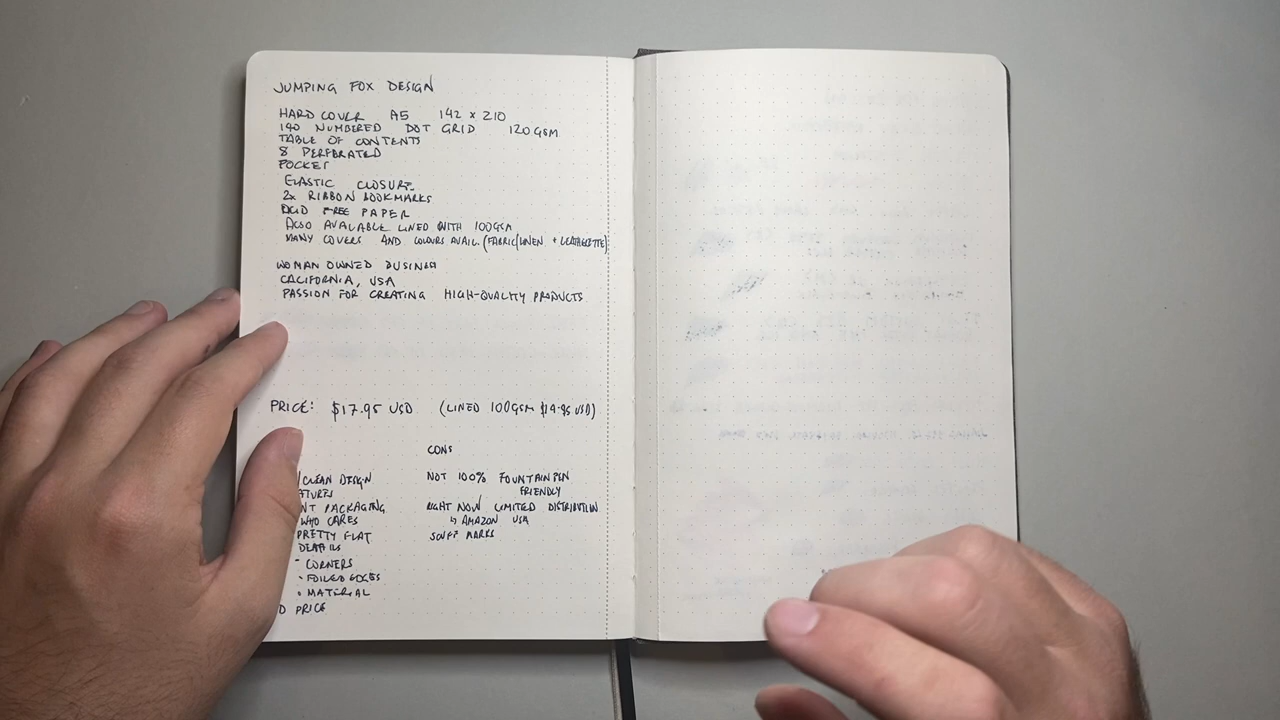 JUMPING FOX DESIGN
HARD COVER A5 142 x 210
140 NUMBERED DOT GRID 120GSM
TABLE OF CONTENTS
8 PERFORATED
POCKET
ELASTIC CLOSURE
2x RIBBON BOOKMARKS
ACID FREE PAPER
ALSO AVAILABLE LINED WITH 100GSM
MANY COVERS AND COLOURS AVAIL. (FABRIC/LINEN + LEATHERETTE)
WOMAN OWNED BUSINESS
CALIFORNIA, USA
PASSION FOR CREATING HIGH-QUALITY PRODUCTS
PRICE: $17.95 USD (LINED 100GSM $14.95 USD)
CONS
/CLEAN DESIGN
ATURES
NT PACKAGING
WHO CARES
PRETTY FLAT
DETAILS
- CORNERS
• FOILED EDGES
• MATERIAL
D PRICE
NOT 100% FOUNTAIN PEN
FRIENDLY
RIGHT NOW LIMITED DISTRIBUTION
↳ AMAZON USA
SCUFF MARKS